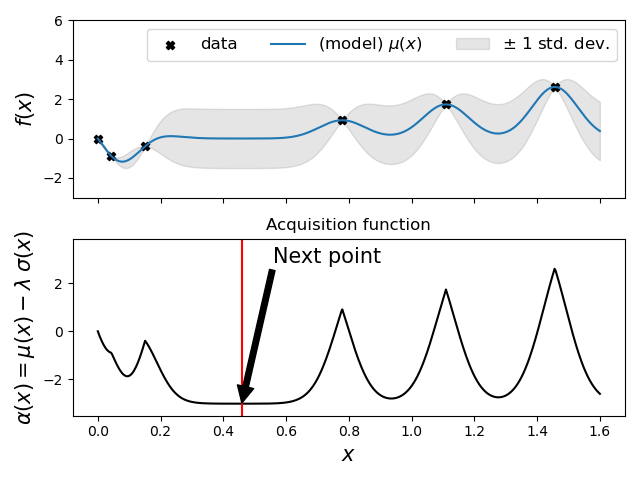 6
4
2
0
−2
f(x)
data
(model) μ(x)
± 1 std. dev.
Acquisition function
Next point
2
0
−2
α(x) = μ(x) − λ σ(x)
0.0 0.2 0.4 0.6 0.8 1.0 1.2 1.4 1.6
x